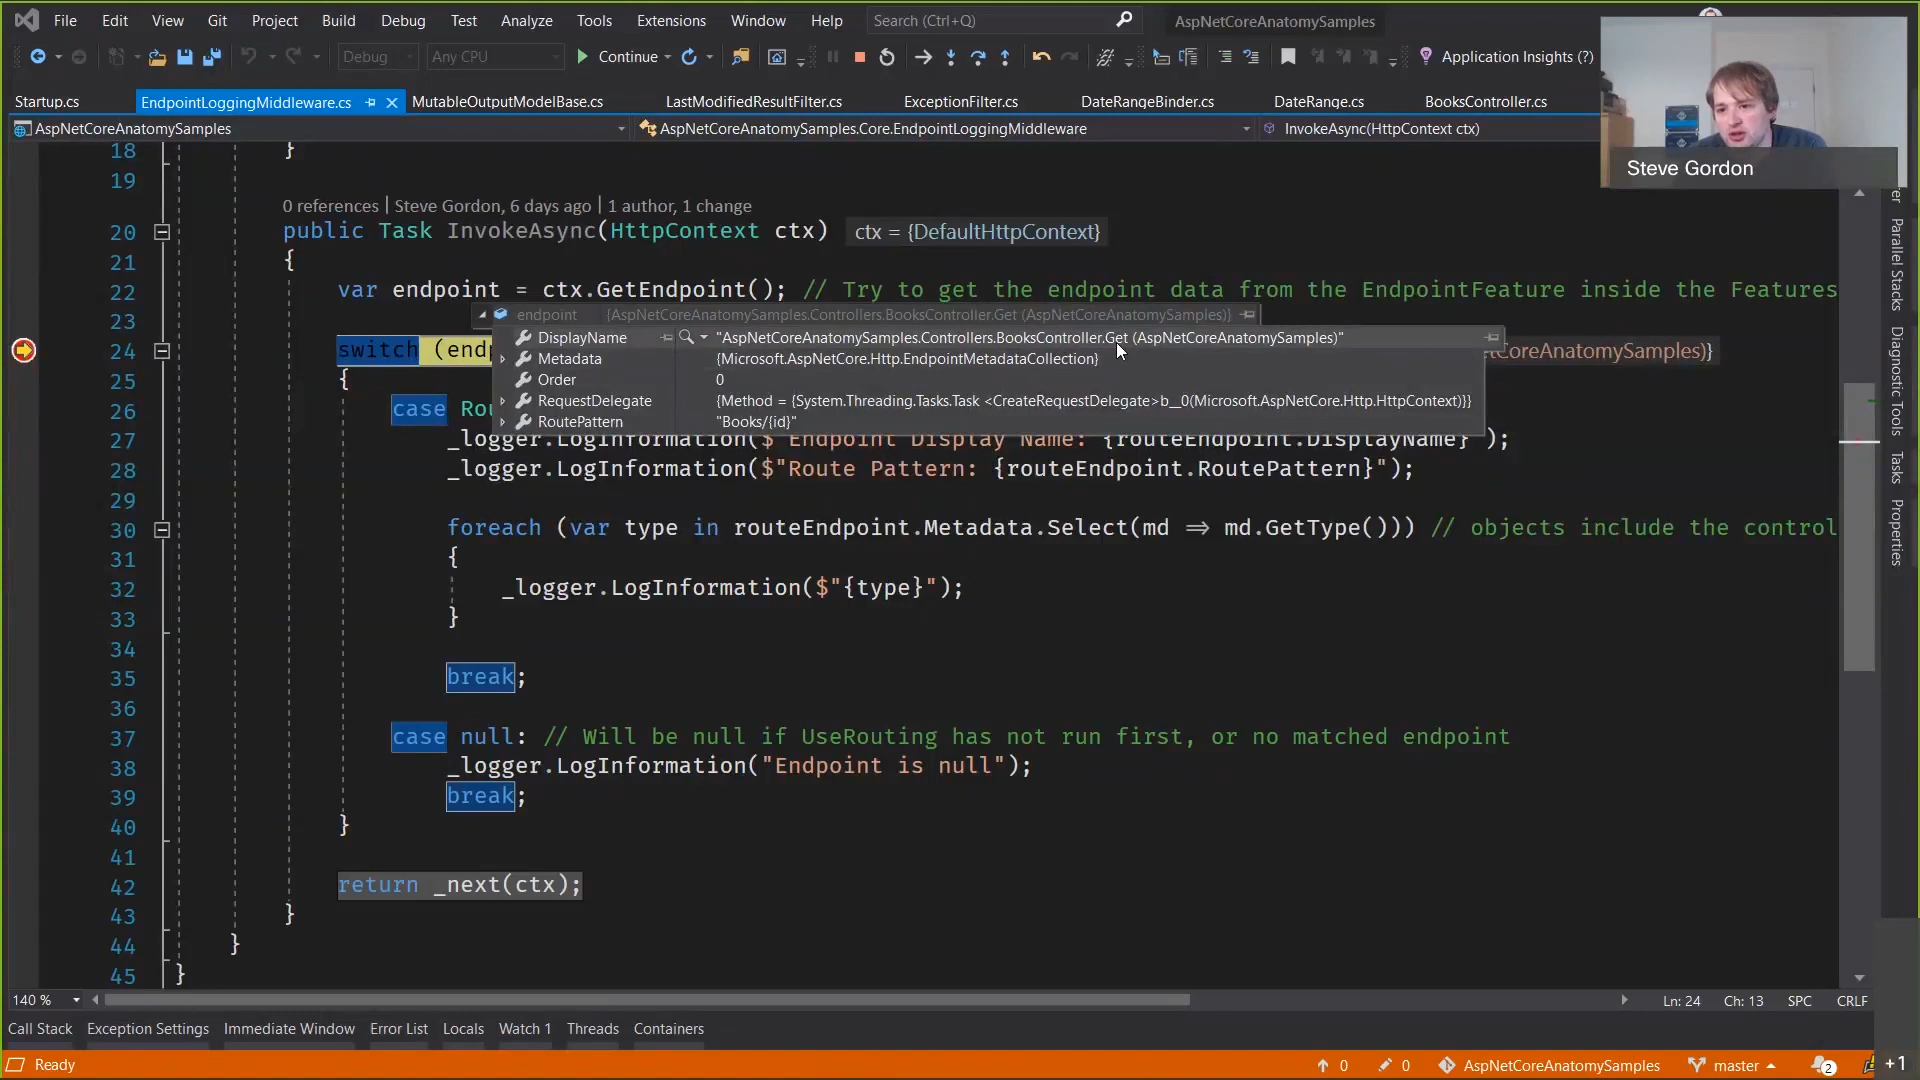 File Edit View Git Project Build Debug Test Analyze Tools Extensions Window Help Search (Ctrl+Q) AspNetCoreAnatomySamples
Debug Any CPU Continue Application Insights (?)
Startup.cs EndpointLoggingMiddleware.cs MutableOutputModelBase.cs LastModifiedResultFilter.cs ExceptionFilter.cs DateRangeBinder.cs DateRange.cs BooksController.cs
AspNetCoreAnatomySamples AspNetCoreAnatomySamples.Core.EndpointLoggingMiddleware InvokeAsync(HttpContext ctx)
Steve Gordon
18 }
19
0 references | Steve Gordon, 6 days ago | 1 author, 1 change
20 public Task InvokeAsync(HttpContext ctx) ctx = {DefaultHttpContext}
21 {
22 var endpoint = ctx.GetEndpoint(); // Try to get the endpoint data from the EndpointFeature inside the Features
23
endpoint {AspNetCoreAnatomySamples.Controllers.BooksController.Get (AspNetCoreAnatomySamples)}
DisplayName "AspNetCoreAnatomySamples.Controllers.BooksController.Get (AspNetCoreAnatomySamples)"
24 switch (end etCoreAnatomySamples)}
Metadata {Microsoft.AspNetCore.Http.EndpointMetadataCollection}
25 {
Order 0
RequestDelegate {Method = {System.Threading.Tasks.Task <CreateRequestDelegate>b__0(Microsoft.AspNetCore.Http.HttpContext)}}
26 case Rou
RoutePattern "Books/{id}"
27 _logger.LogInformation($"Endpoint Display Name: {routeEndpoint.DisplayName}");
28 _logger.LogInformation($"Route Pattern: {routeEndpoint.RoutePattern}");
29
30 foreach (var type in routeEndpoint.Metadata.Select(md => md.GetType())) // objects include the control
31 {
32 _logger.LogInformation($"{type}");
33 }
34
35 break;
36
37 case null: // Will be null if UseRouting has not run first, or no matched endpoint
38 _logger.LogInformation("Endpoint is null");
39 break;
40 }
41
42 return _next(ctx);
43 }
44 }
45 }
er
Parallel Stacks
Diagnostic Tools
Tasks
Properties
140 % Ln: 24 Ch: 13 SPC CRLF
Call Stack Exception Settings Immediate Window Error List Locals Watch 1 Threads Containers
Ready 0 0 AspNetCoreAnatomySamples master 2 +1